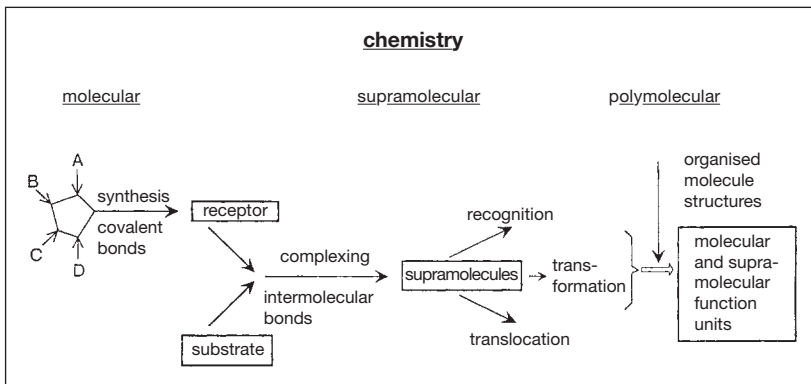 chemistry
molecular
supramolecular
polymolecular
A
B
C
D
synthesis
covalent
bonds
receptor
substrate
complexing
intermolecular
bonds
supramolecules
recognition
trans-
formation
translocation
organised
molecule
structures
molecular
and supra-
molecular
function
units